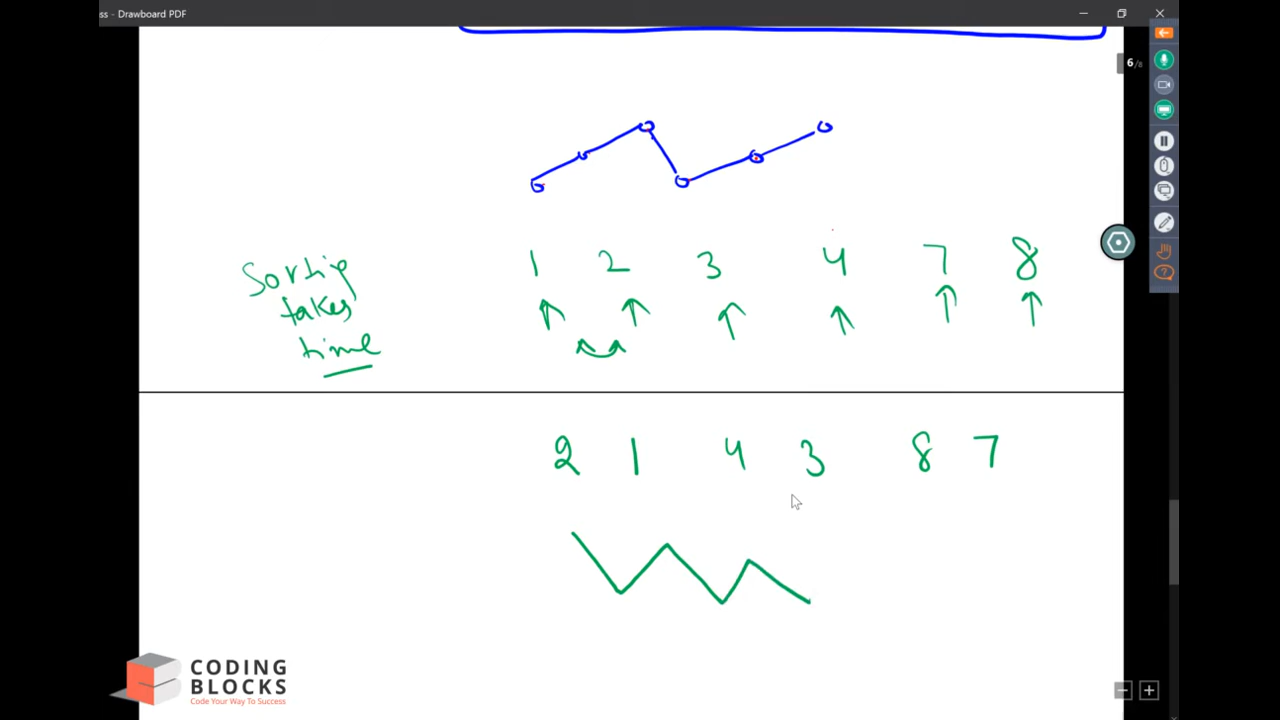 ss - Drawboard PDF
6/8
1 2 3 4 7 8
Sorting
takes
time
2 1 4 3 8 7
CODING
BLOCKS
Code Your Way To Success